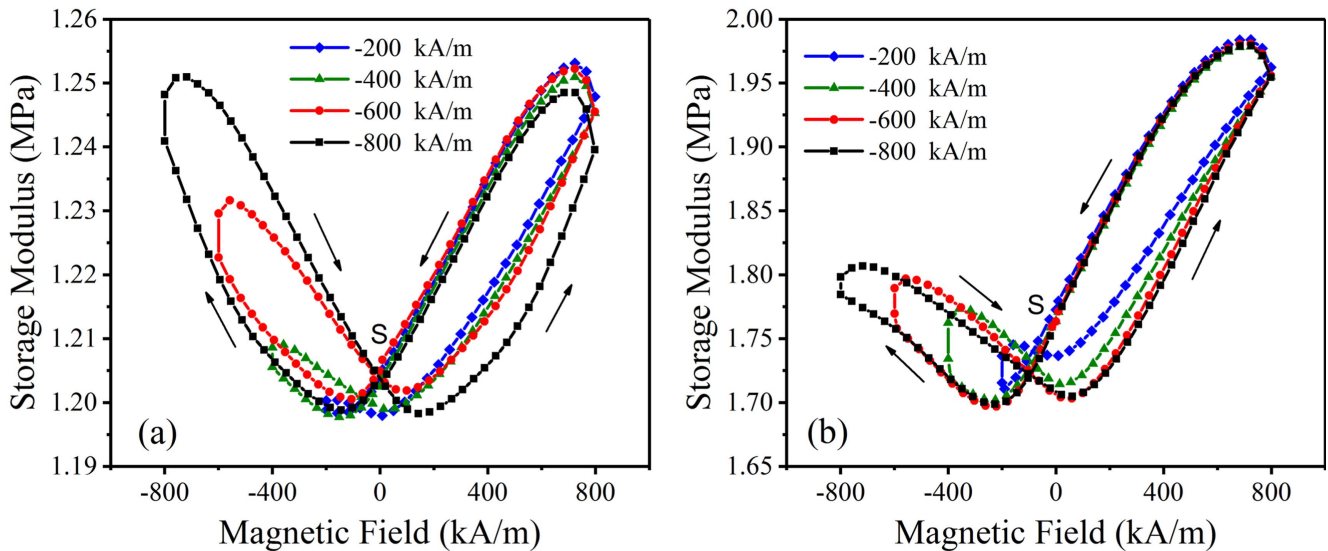 1.26
1.25
1.24
1.23
1.22
1.21
1.20
1.19
Storage Modulus (MPa)
-200 kA/m
-400 kA/m
-600 kA/m
-800 kA/m
S
(a)
-800
-400
0
400
800
Magnetic Field (kA/m)
2.00
1.95
1.90
1.85
1.80
1.75
1.70
1.65
Storage Modulus (MPa)
-200 kA/m
-400 kA/m
-600 kA/m
-800 kA/m
S
(b)
-800
-400
0
400
800
Magnetic Field (kA/m)